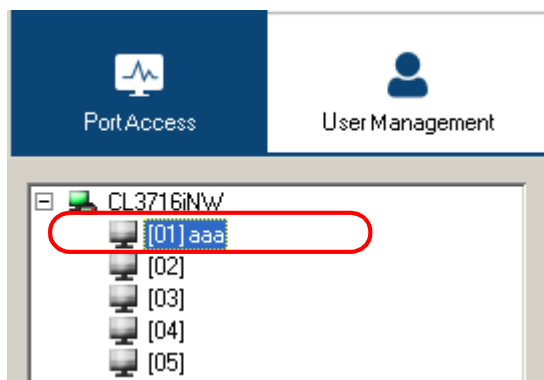 Port Access
User Management
CL3716iNW
[01] aaa
[02]
[03]
[04]
[05]